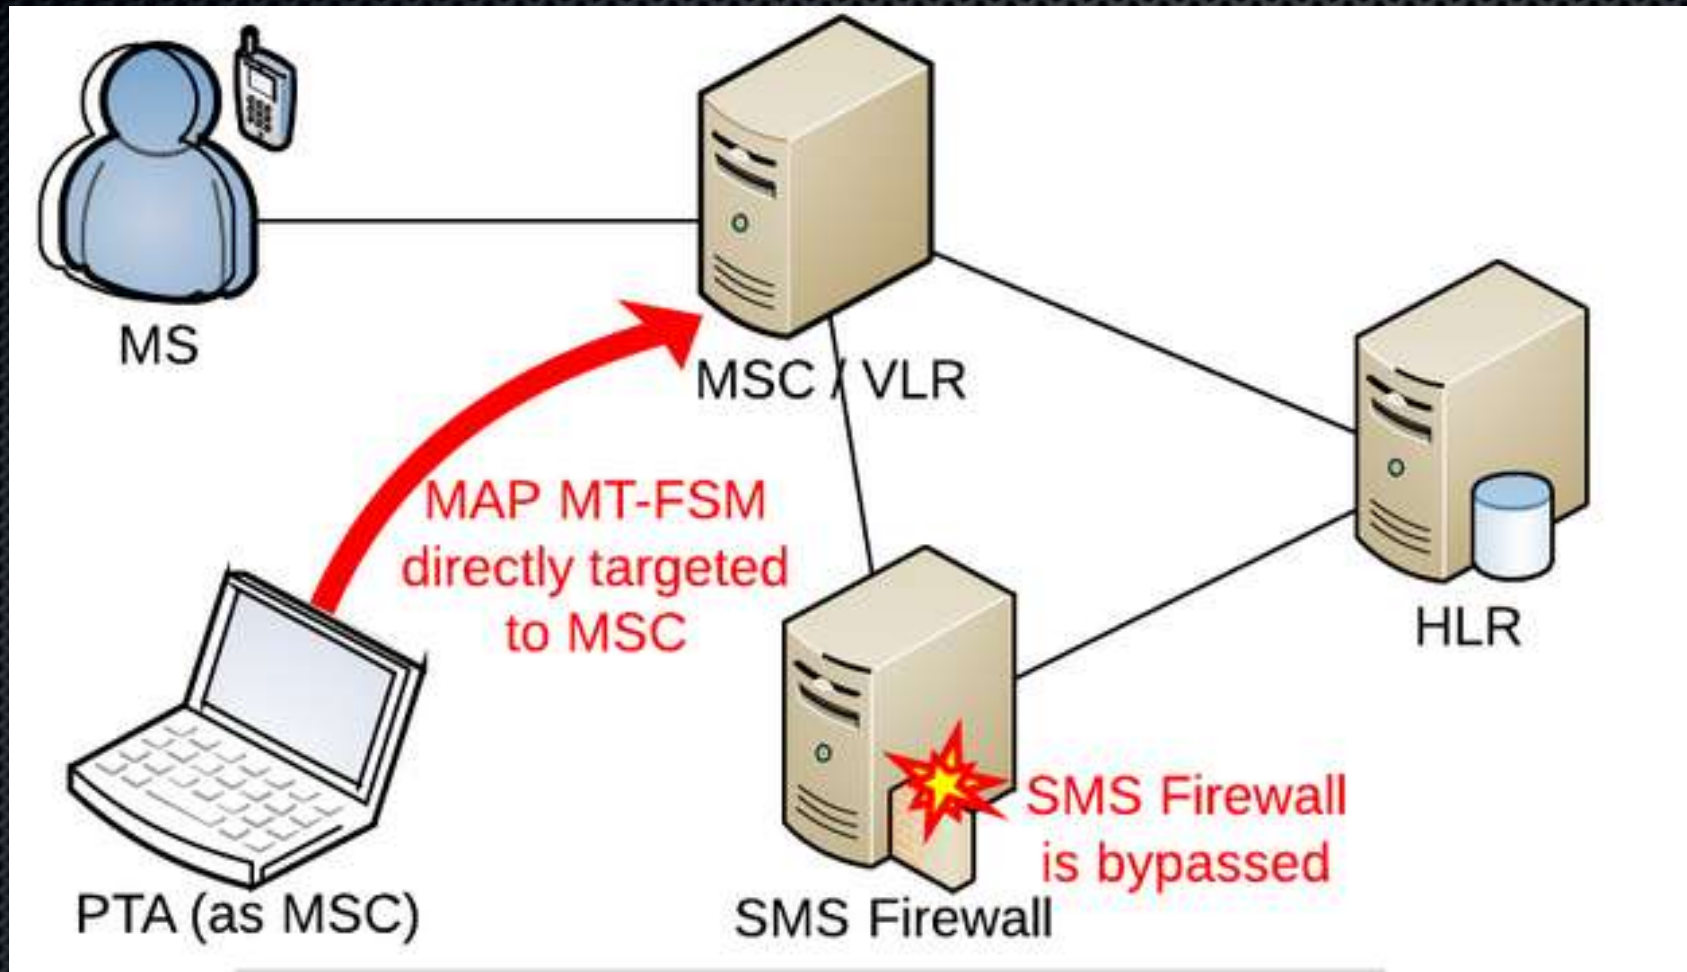 MS
MSC / VLR
MAP MT-FSM
directly targeted
to MSC
HLR
SMS Firewall
is bypassed
PTA (as MSC)
SMS Firewall